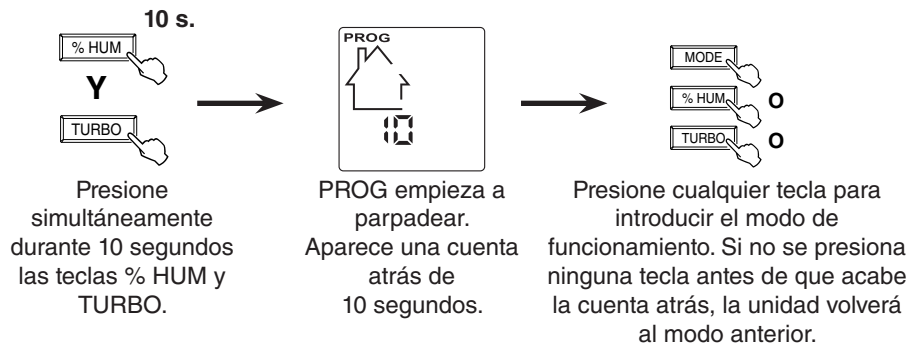 10 s.
% HUM
Y
TURBO
Presione
simultáneamente
durante 10 segundos
las teclas % HUM y
TURBO.
PROG
10
PROG empieza a
parpadear.
Aparece una cuenta
atrás de
10 segundos.
MODE
% HUM O
TURBO O
Presione cualquier tecla para
introducir el modo de
funcionamiento. Si no se presiona
ninguna tecla antes de que acabe
la cuenta atrás, la unidad volverá
al modo anterior.